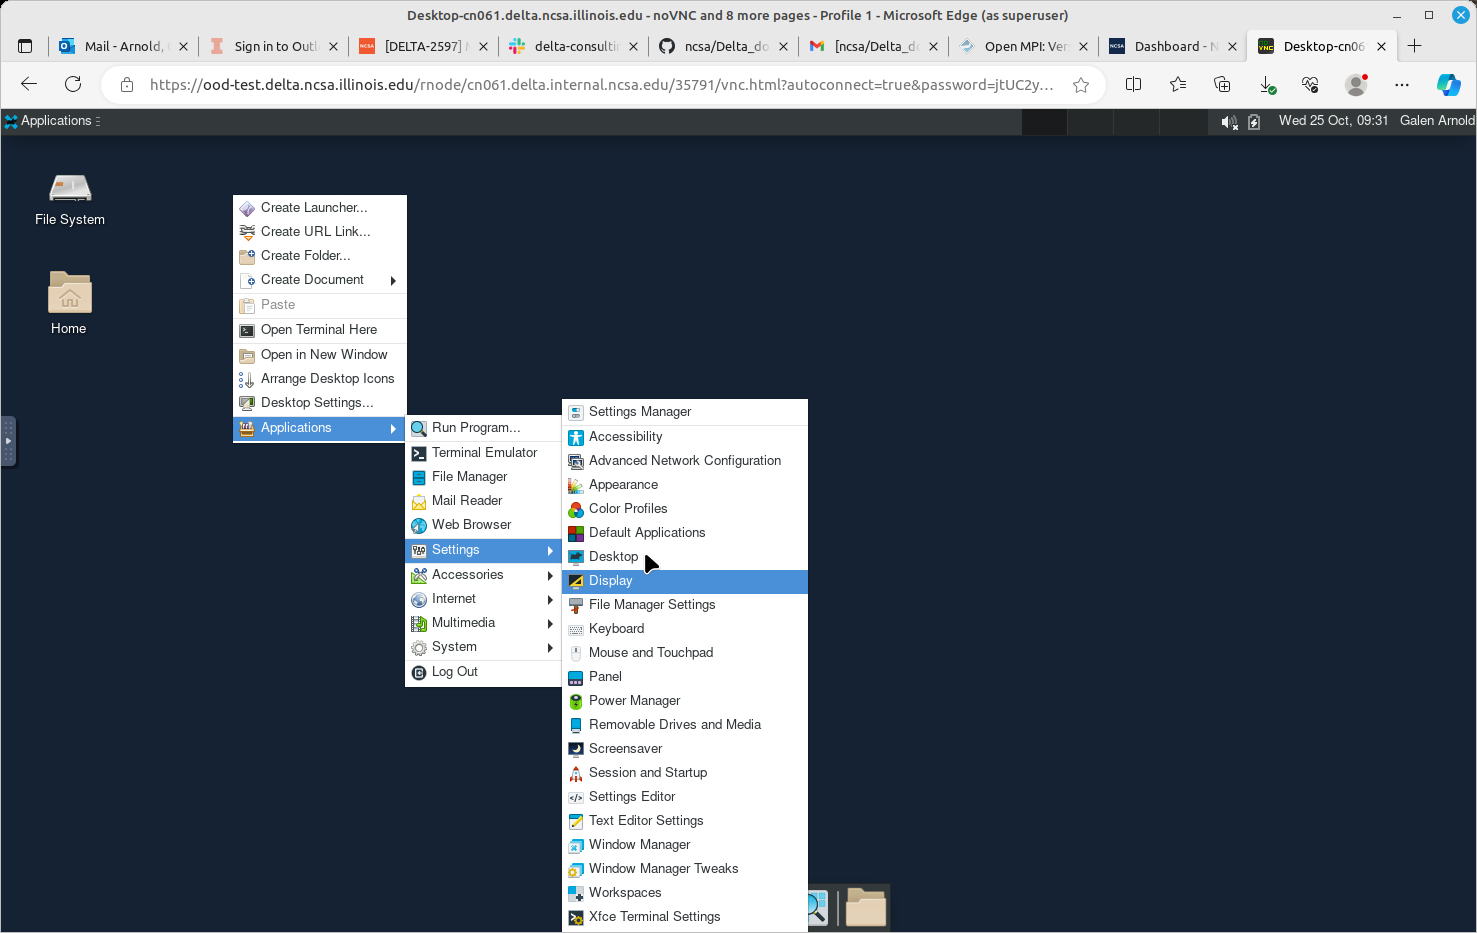 Desktop-cn061.delta.ncsa.illinois.edu - noVNC and 8 more pages - Profile 1 - Microsoft Edge (as superuser)
Mail - Arnold,
Sign in to Outl
[DELTA-2597]
delta-consulti
ncsa/Delta_do
[ncsa/Delta_do
Open MPI: Ver
Dashboard - N
Desktop-cn06
https://ood-test.delta.ncsa.illinois.edu/rnode/cn061.delta.internal.ncsa.edu/35791/vnc.html?autoconnect=true&password=jtUC2y...
Applications
Wed 25 Oct, 09:31
Galen Arnold
File System
Home
Create Launcher...
Create URL Link...
Create Folder...
Create Document
Paste
Open Terminal Here
Open in New Window
Arrange Desktop Icons
Desktop Settings...
Applications
Run Program...
Terminal Emulator
File Manager
Mail Reader
Web Browser
Settings
Accessories
Internet
Multimedia
System
Log Out
Settings Manager
Accessibility
Advanced Network Configuration
Appearance
Color Profiles
Default Applications
Desktop
Display
File Manager Settings
Keyboard
Mouse and Touchpad
Panel
Power Manager
Removable Drives and Media
Screensaver
Session and Startup
Settings Editor
Text Editor Settings
Window Manager
Window Manager Tweaks
Workspaces
Xfce Terminal Settings